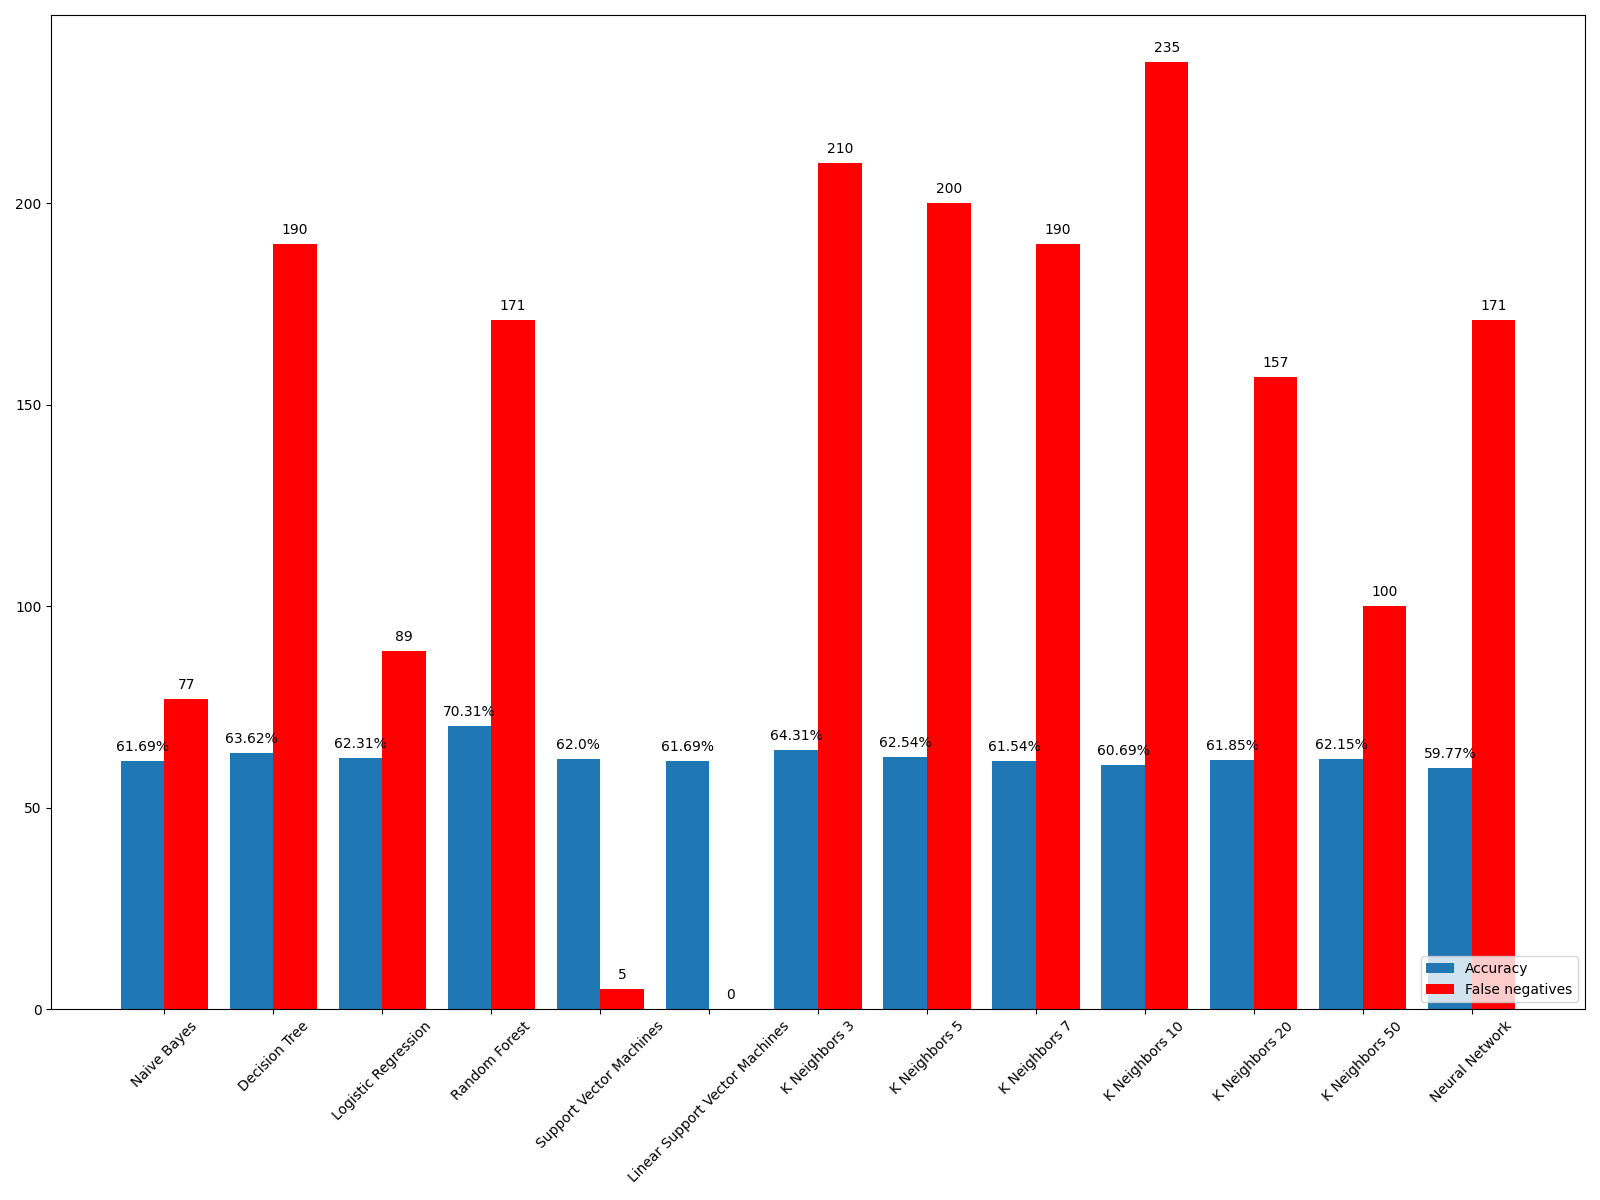 235
210
200
200
190
190
171
171
157
150
100
100
89
77
70.31%
61.69%
63.62%
62.31%
62.0%
61.69%
64.31%
62.54%
61.54%
60.69%
61.85%
62.15%
59.77%
50
5
0
0
Accuracy
False negatives
Naive Bayes
Decision Tree
Logistic Regression
Random Forest
Support Vector Machines
Linear Support Vector Machines
K Neighbors 3
K Neighbors 5
K Neighbors 7
K Neighbors 10
K Neighbors 20
K Neighbors 50
Neural Network